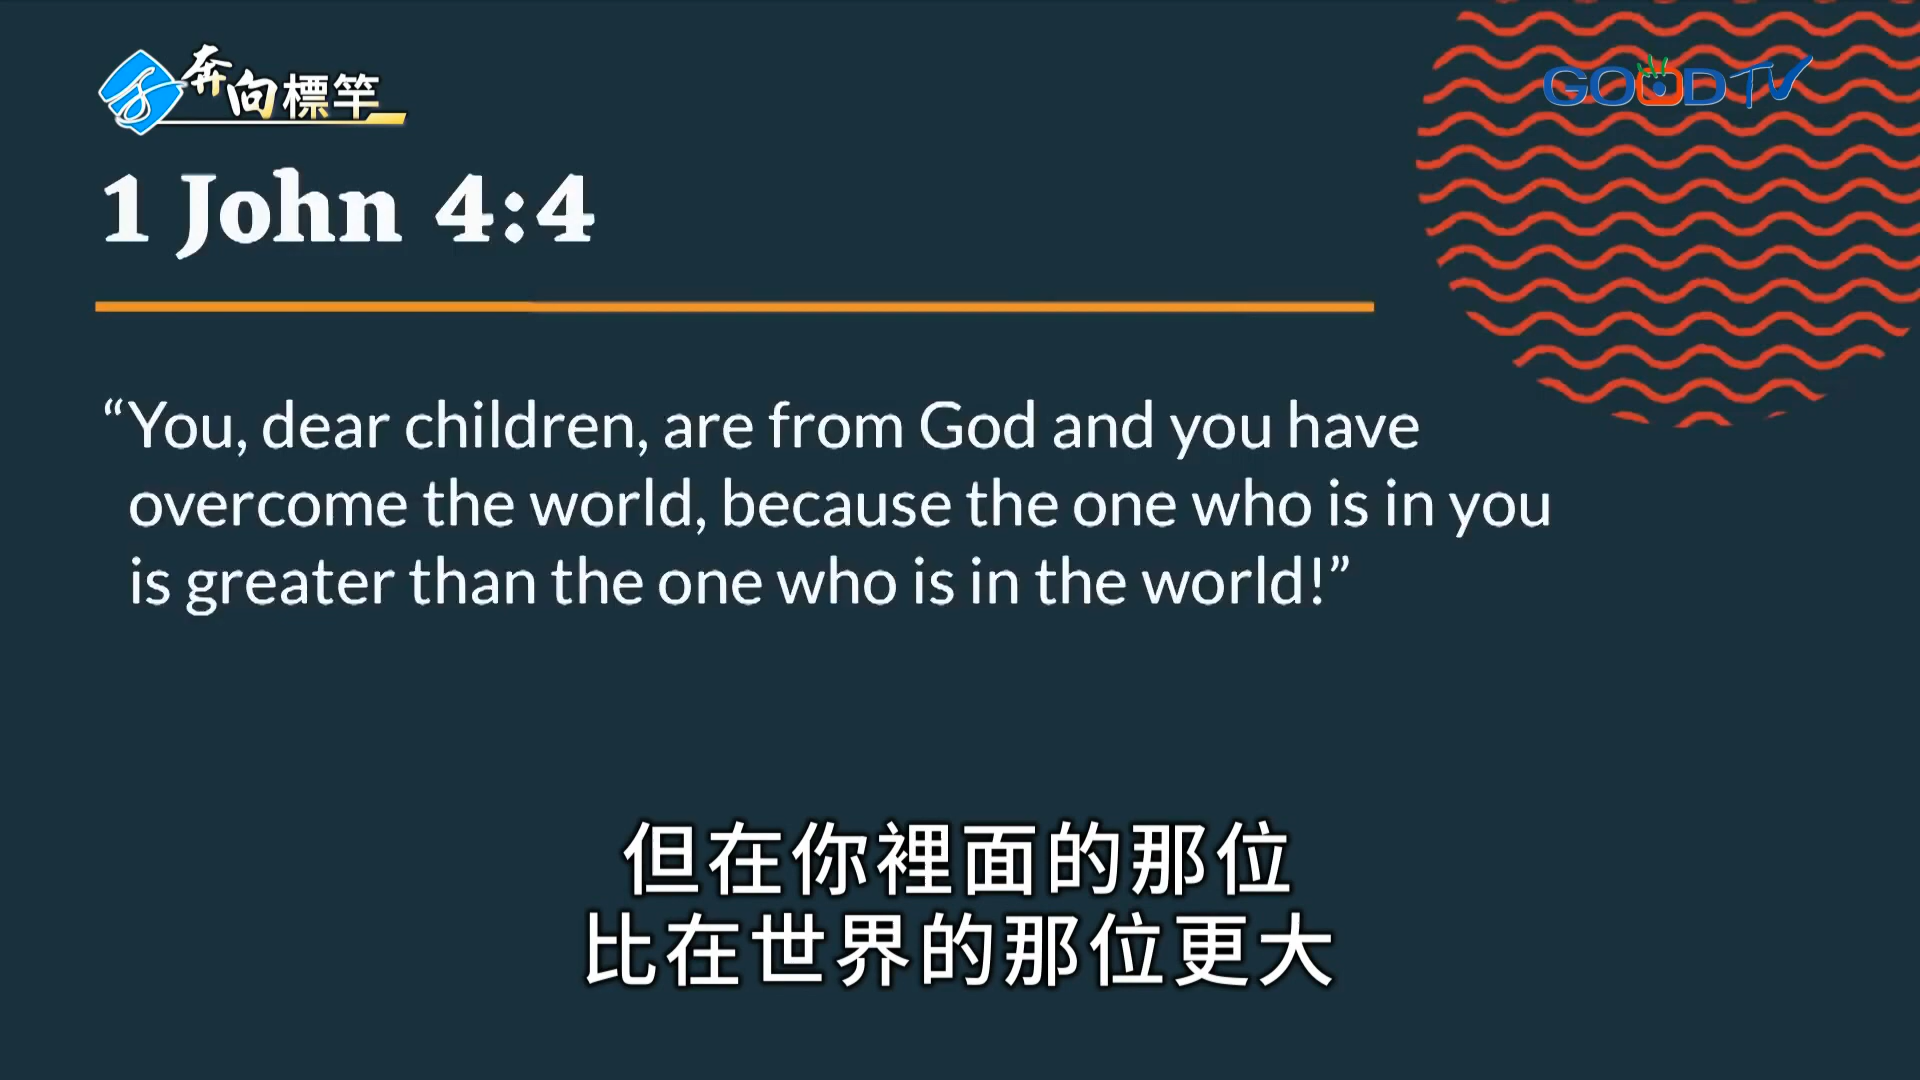 奔向標竿
GOOD TV
1 John 4:4
“You, dear children, are from God and you have
overcome the world, because the one who is in you
is greater than the one who is in the world!”
但在你裡面的那位
比在世界的那位更大